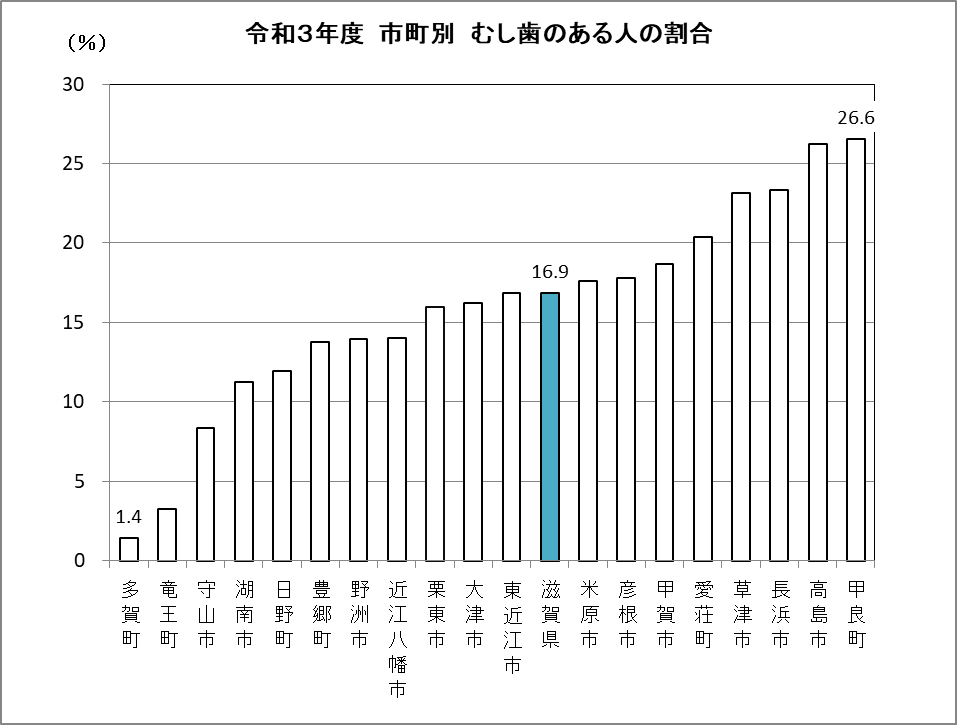 令和３年度 市町別 むし歯のある人の割合
(%)
30
25
20
15
10
5
0
1.4
16.9
26.6
多賀町
竜王町
守山市
湖南市
日野町
豊郷町
野洲市
近江八幡市
栗東市
大津市
東近江市
滋賀県
米原市
彦根市
甲賀市
愛荘町
草津市
長浜市
高島市
甲良町